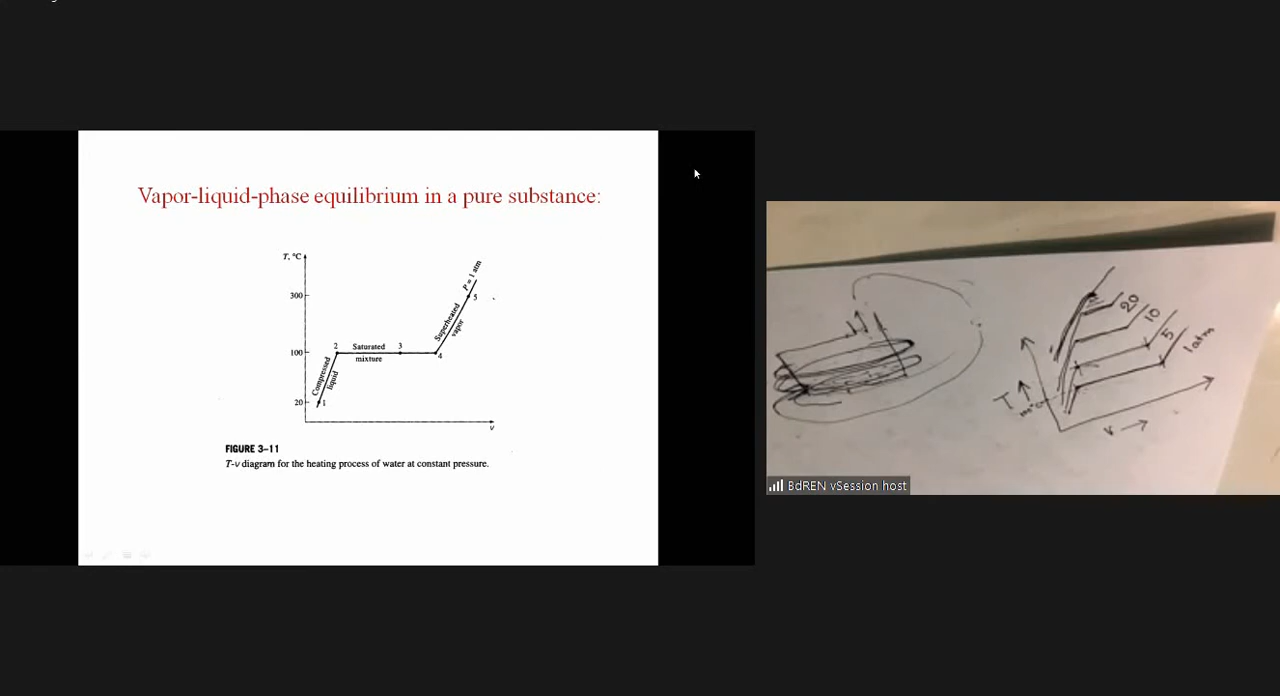 Vapor-liquid-phase equilibrium in a pure substance:
T, °C
300
100
20
Compressed
liquid
1
2
Saturated
mixture
3
4
Superheated
vapor
P = 1 atm
5
v
FIGURE 3–11
T-v diagram for the heating process of water at constant pressure.
20
10
5
1 atm
T
v
BdREN vSession host